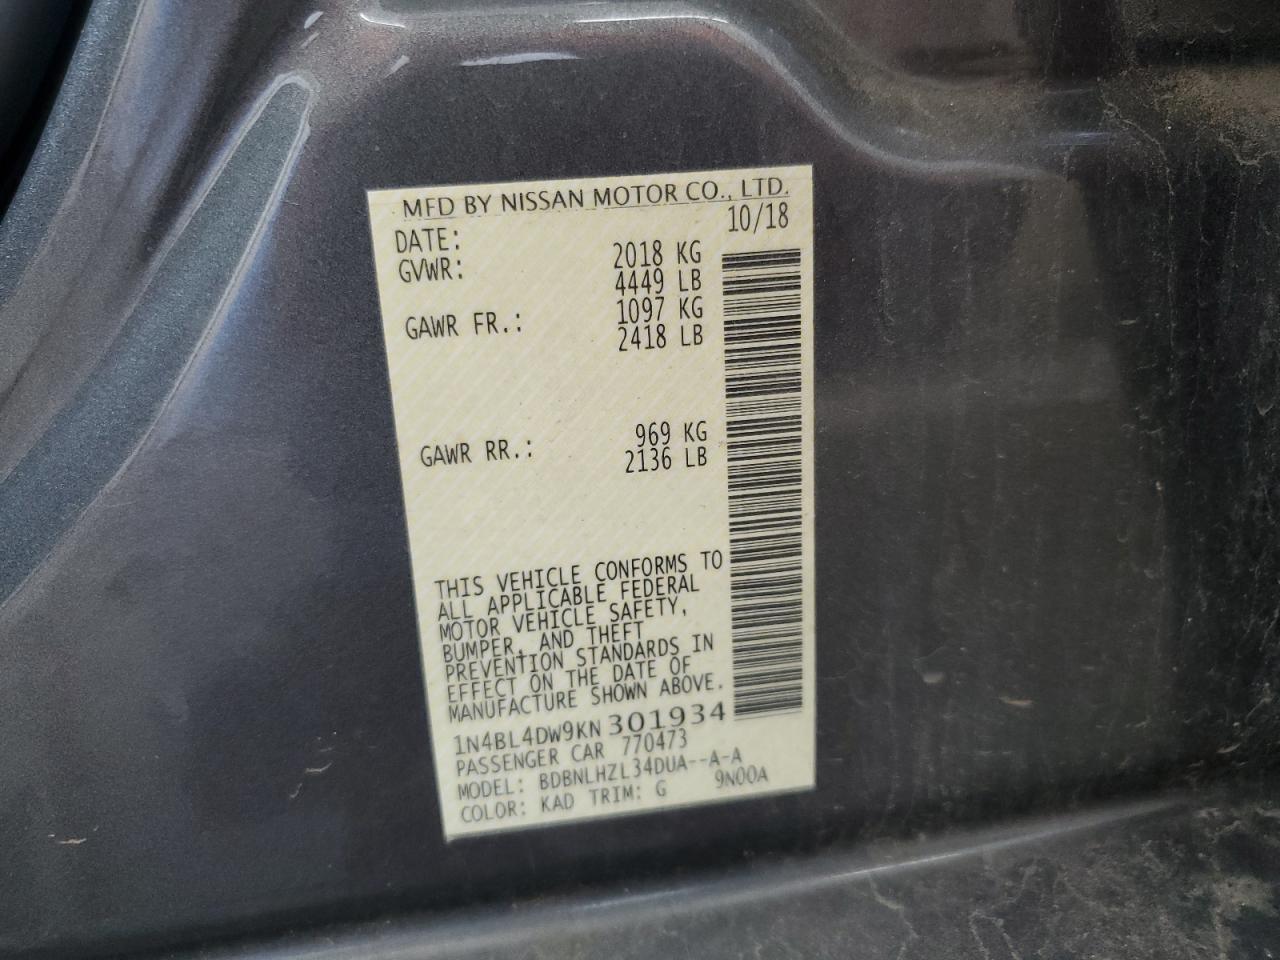 MFD BY NISSAN MOTOR CO., LTD.
DATE: 10/18
GVWR: 2018 KG
4449 LB
GAWR FR.: 1097 KG
2418 LB
GAWR RR.: 969 KG
2136 LB
THIS VEHICLE CONFORMS TO
ALL APPLICABLE FEDERAL
MOTOR VEHICLE SAFETY,
BUMPER, AND THEFT
PREVENTION STANDARDS IN
EFFECT ON THE DATE OF
MANUFACTURE SHOWN ABOVE.
1N4BL4DW9KN301934
PASSENGER CAR 770473
MODEL: BDBNLHZL34DUA--A-A
COLOR: KAD TRIM: G 9N00A